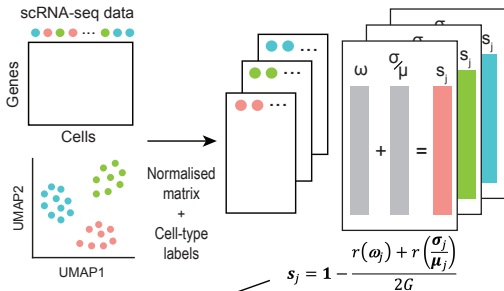 scRNA-seq data
...
Genes
Cells
UMAP2
UMAP1
Normalised
matrix
+
Cell-type
labels
...
...
...
σ s_j
σ s_j
ω σ/μ s_j
+ =
s_j = 1 - (r(ω_j) + r(σ_j/μ_j)) / 2G